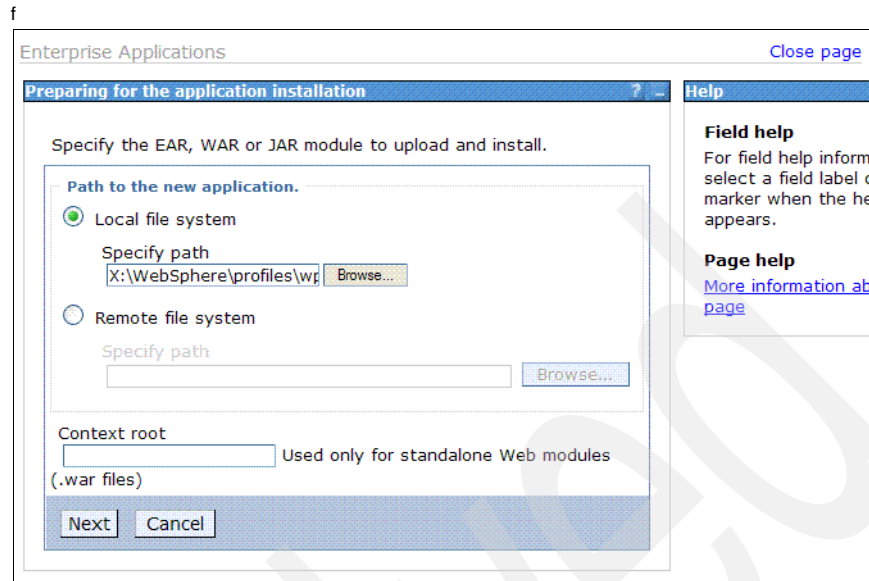 f
Enterprise Applications
Close page
Preparing for the application installation
? _
Help
Specify the EAR, WAR or JAR module to upload and install.
Path to the new application.
Local file system
Specify path
X:\WebSphere\profiles\wp
Browse...
Remote file system
Specify path
Browse...
Context root
Used only for standalone Web modules
(.war files)
Next
Cancel
Field help
For field help inform
select a field label
marker when the he
appears.
Page help
More information ab
page